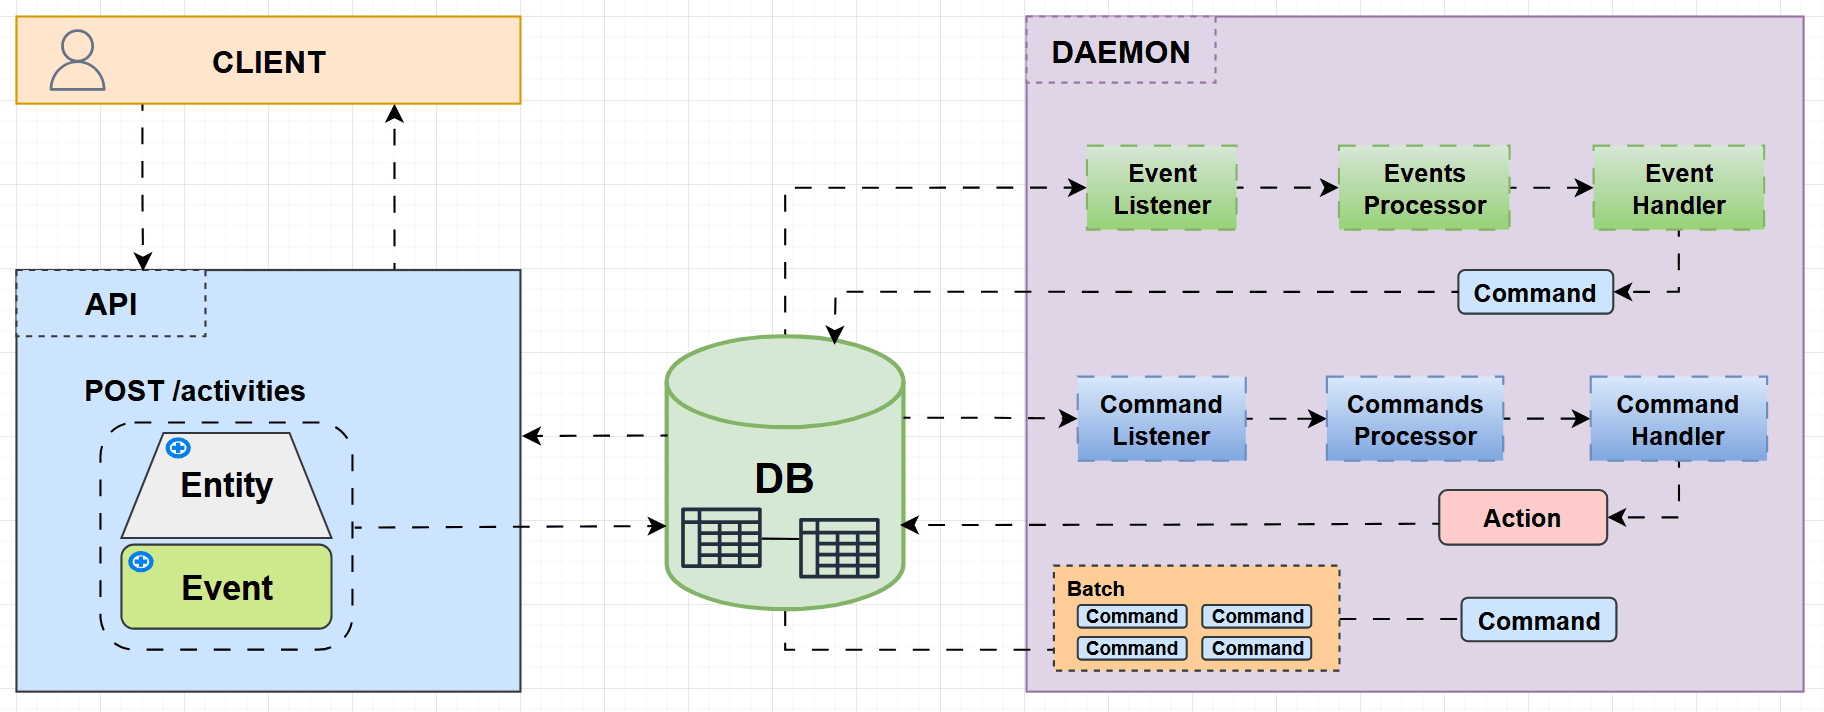 CLIENT
API
POST /activities
Entity
Event
DB
DAEMON
Event
Listener
Events
Processor
Event
Handler
Command
Command
Listener
Commands
Processor
Command
Handler
Action
Batch
Command
Command
Command
Command
Command